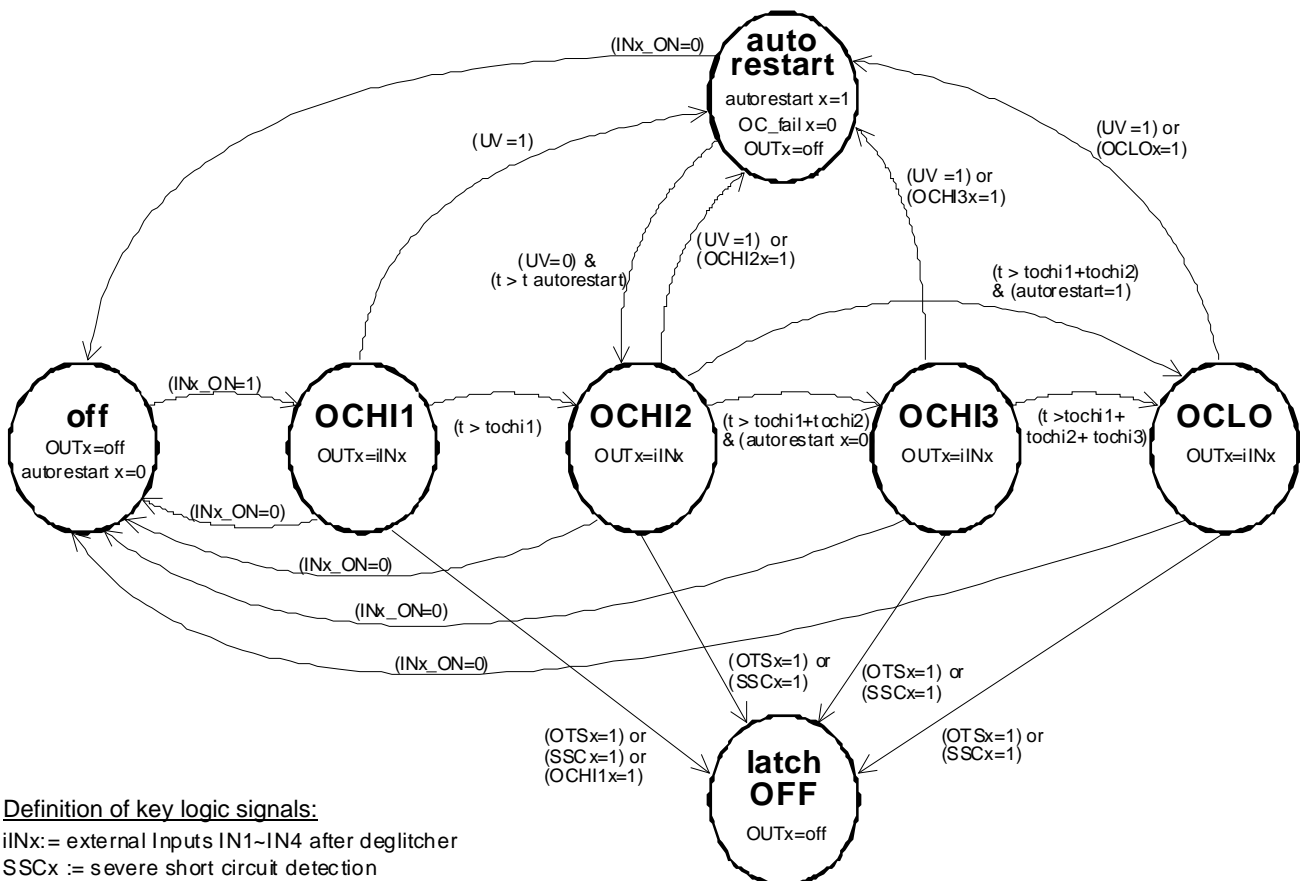 auto
restart
autorestart x=1
OC_fail x=0
OUTx=off
(INx_ON=0)
(UV=1)
(UV=1) or
(OCLOx=1)
(UV=1) or
(OCHI3x=1)
(UV=1) or
(OCHI2x=1)
(UV=0) &
(t > t autorestart)
(t > tochi1+tochi2)
& (autorestart=1)
off
OUTx=off
autorestart x=0
(INx_ON=1)
OCHI1
OUTx=iINx
(t > tochi1)
OCHI2
OUTx=iINx
(t > tochi1+tochi2)
& (autorestart x=0)
OCHI3
OUTx=iINx
(t >tochi1+
tochi2+ tochi3)
OCLO
OUTx=iINx
(INx_ON=0)
(INx_ON=0)
(INx_ON=0)
(INx_ON=0)
(OTSx=1) or
(SSCx=1) or
(OCHI1x=1)
(OTSx=1) or
(SSCx=1)
(OTSx=1) or
(SSCx=1)
(OTSx=1) or
(SSCx=1)
latch
OFF
OUTx=off
Definition of key logic signals:
iINx:= external Inputs IN1~IN4 after deglitcher
SSCx := severe short circuit detection